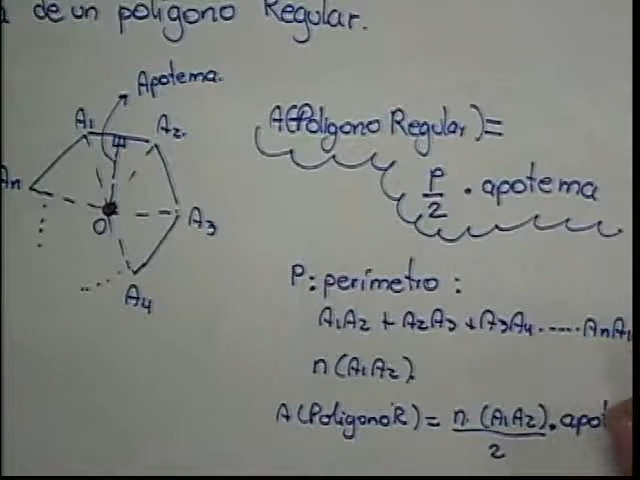 de un polígono Regular.
Apotema.
A1
A2.
An
O
A3
A4
A(Polígono Regular) =
P/2 . apotema
P: perímetro :
A1A2 + A2A3 + A3A4 ..... AnA1
n (A1A2).
A (PolígonoR) = n. (A1A2) . apot
2